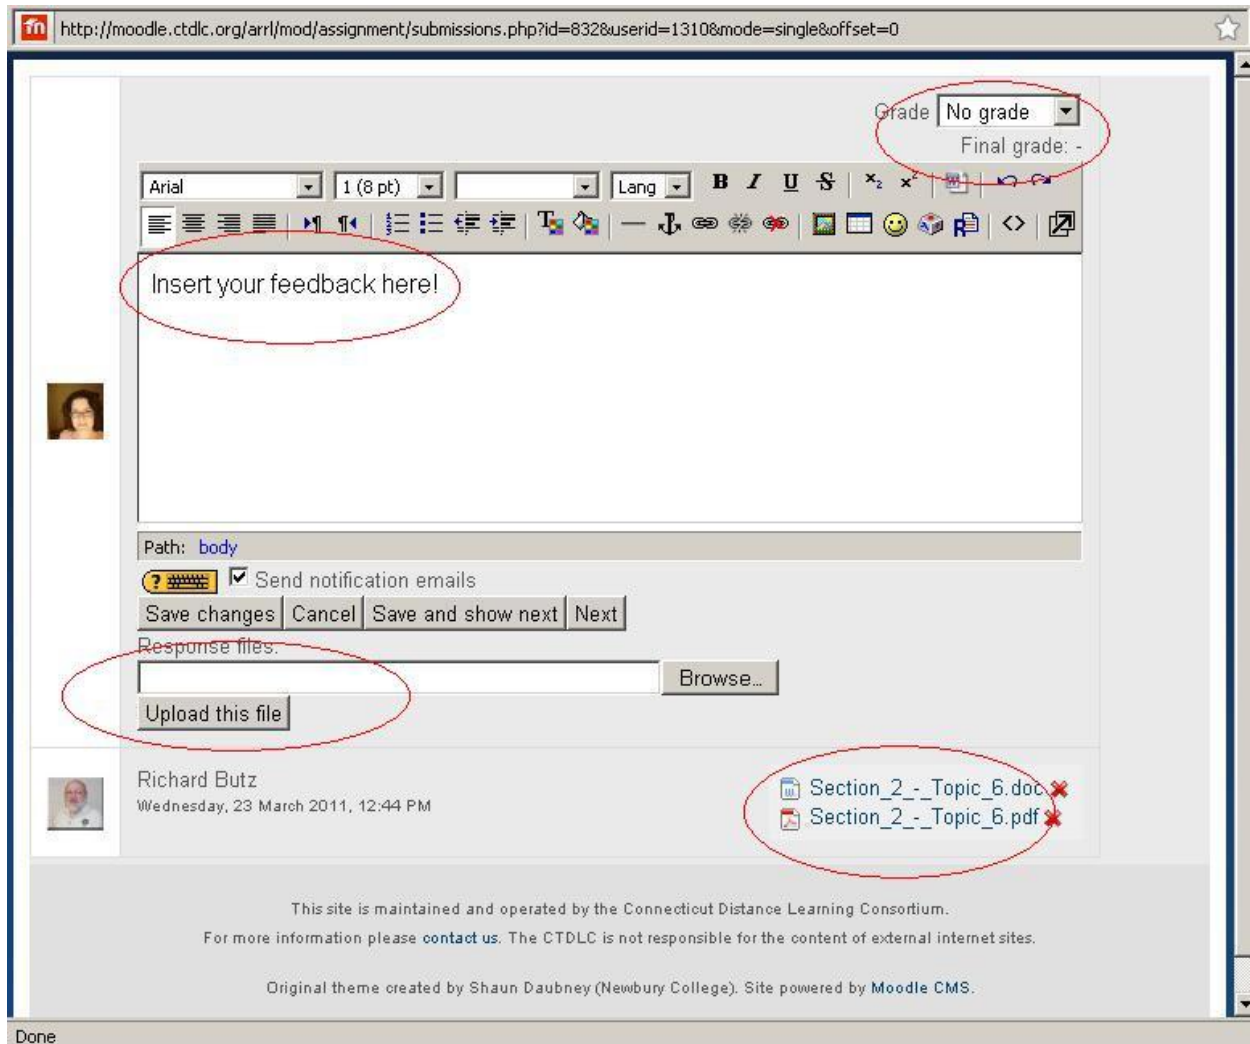 http://moodle.ctdlc.org/arrl/mod/assignment/submissions.php?id=832&userid=1310&mode=single&offset=0
Grade No grade
Final grade: -
Arial 1 (8 pt) Lang B I U S x₂ x²
Insert your feedback here!
Path: body
? Send notification emails
Save changes Cancel Save and show next Next
Response files:
Browse...
Upload this file
Richard Butz
Wednesday, 23 March 2011, 12:44 PM
Section_2_-_Topic_6.doc
Section_2_-_Topic_6.pdf
This site is maintained and operated by the Connecticut Distance Learning Consortium.
For more information please contact us. The CTDLC is not responsible for the content of external internet sites.
Original theme created by Shaun Daubney (Newbury College). Site powered by Moodle CMS.
Done